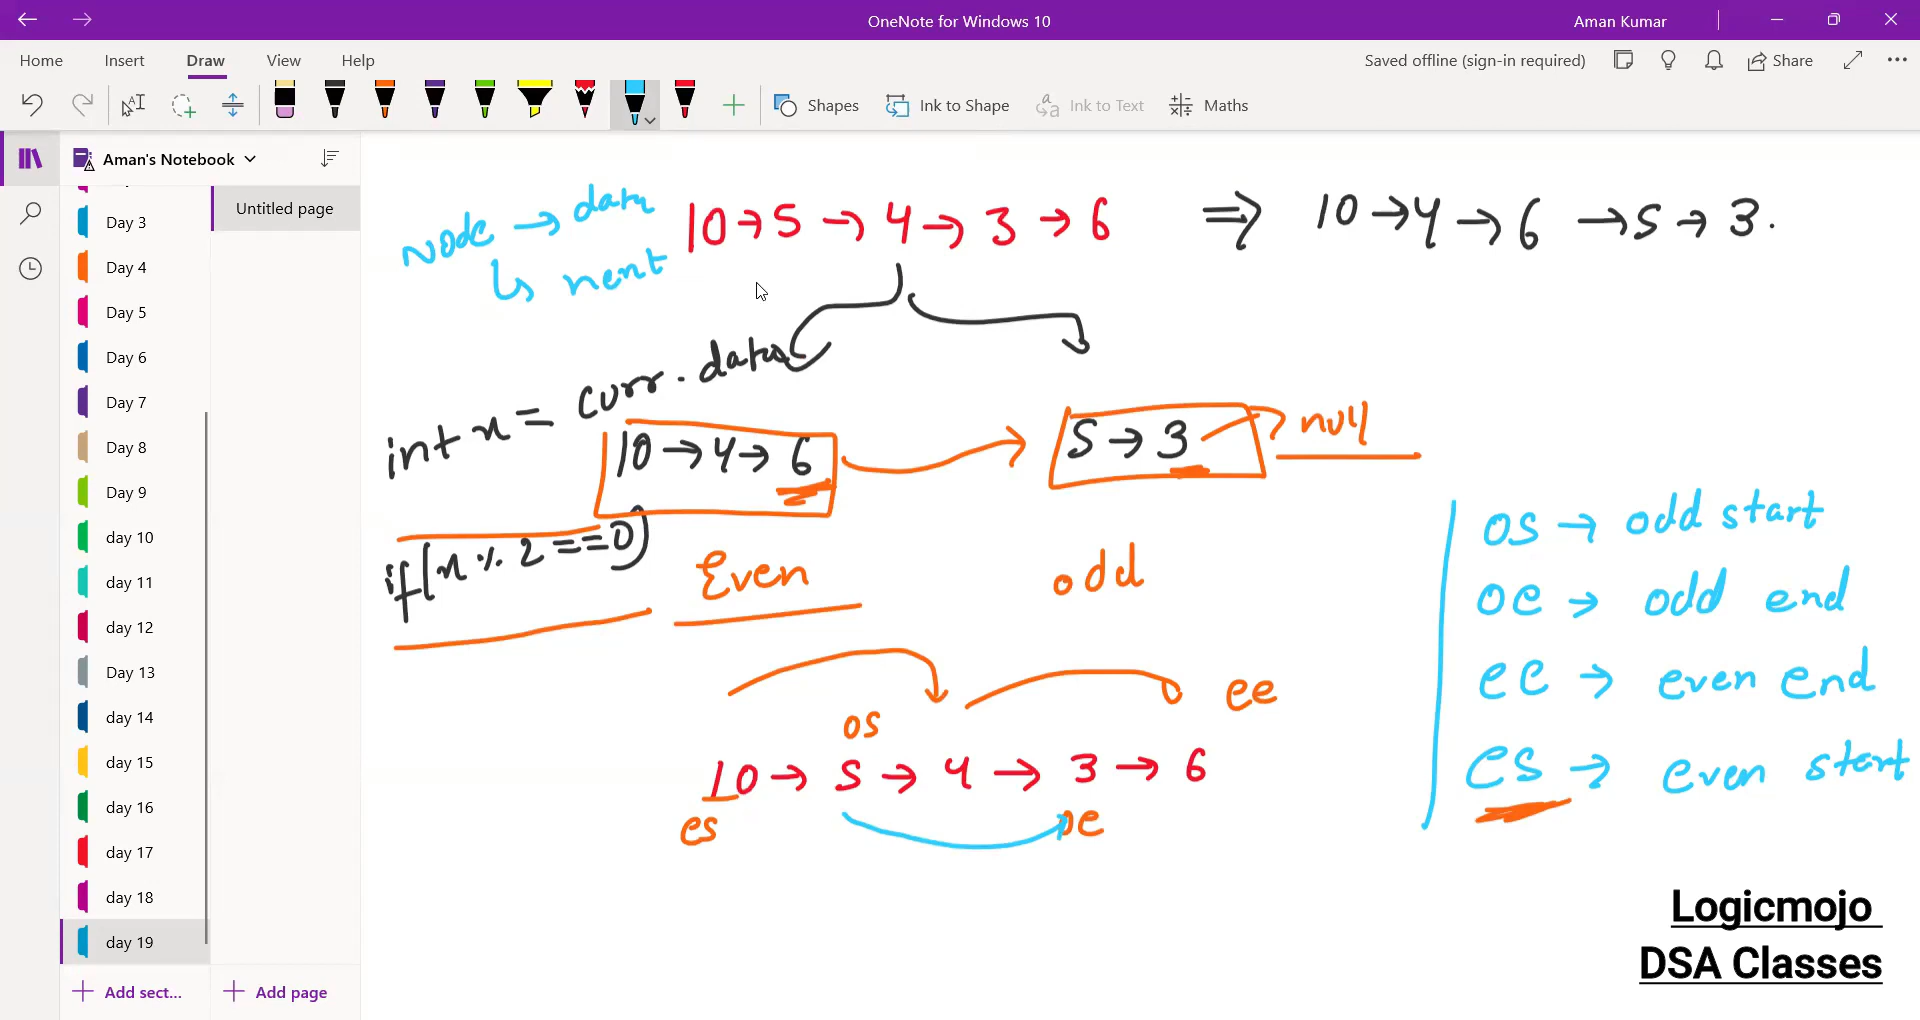 OneNote for Windows 10
Aman Kumar
Home Insert Draw View Help
Saved offline (sign-in required)
Share
Shapes
Ink to Shape
Ink to Text
Maths
Aman's Notebook
Untitled page
Day 3
Day 4
Day 5
Day 6
Day 7
Day 8
Day 9
day 10
day 11
day 12
Day 13
day 14
day 15
day 16
day 17
day 18
day 19
Add sect...
Add page
Node → data
↳ next
10 → 5 → 4 → 3 → 6 ⇒ 10 → 4 → 6 → 5 → 3.
int x = curr.data
10 → 4 → 6 → 5 → 3 → null
if(x % 2 == 0)
Even odd
os ee
10 → 5 → 4 → 3 → 6
es oe
os → odd start
oe → odd end
ee → even end
es → even start
Logicmojo
DSA Classes